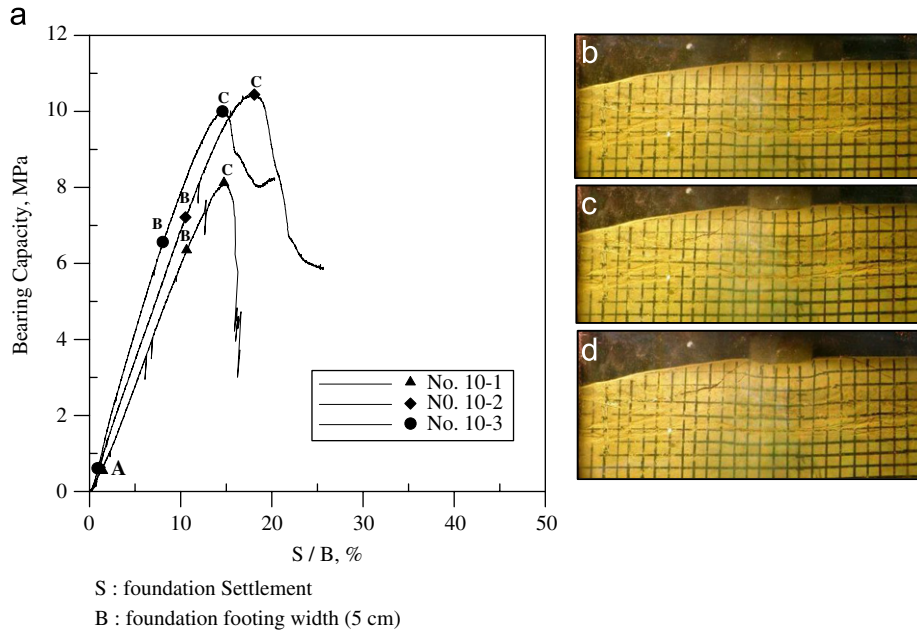 a
12
10
8
6
4
2
0
Bearing Capacity, MPa
C
C
C
B
B
B
A
No. 10-1
N0. 10-2
No. 10-3
0
10
20
30
40
50
S / B, %
S : foundation Settlement
B : foundation footing width (5 cm)
b
c
d